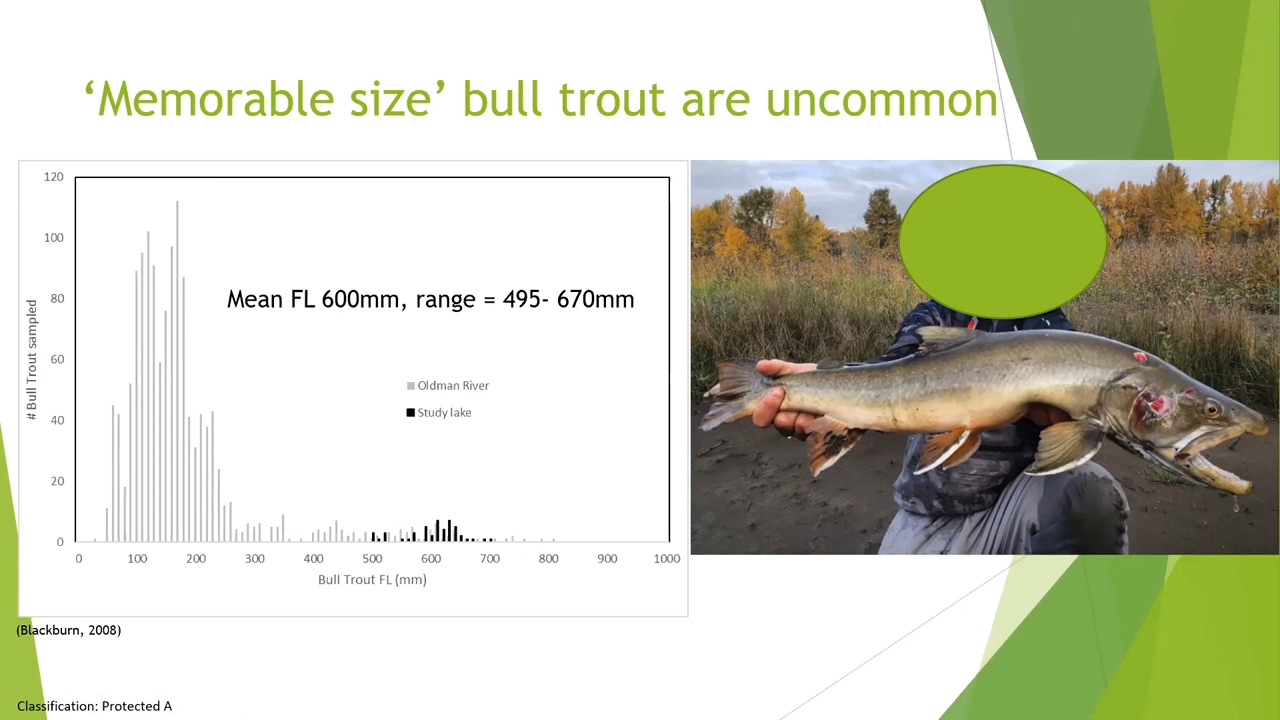 ‘Memorable size’ bull trout are uncommon
120
100
80
60
40
20
0
# Bull Trout sampled
Mean FL 600mm, range = 495- 670mm
Oldman River
Study lake
0 100 200 300 400 500 600 700 800 900 1000
Bull Trout FL (mm)
(Blackburn, 2008)
Classification: Protected A